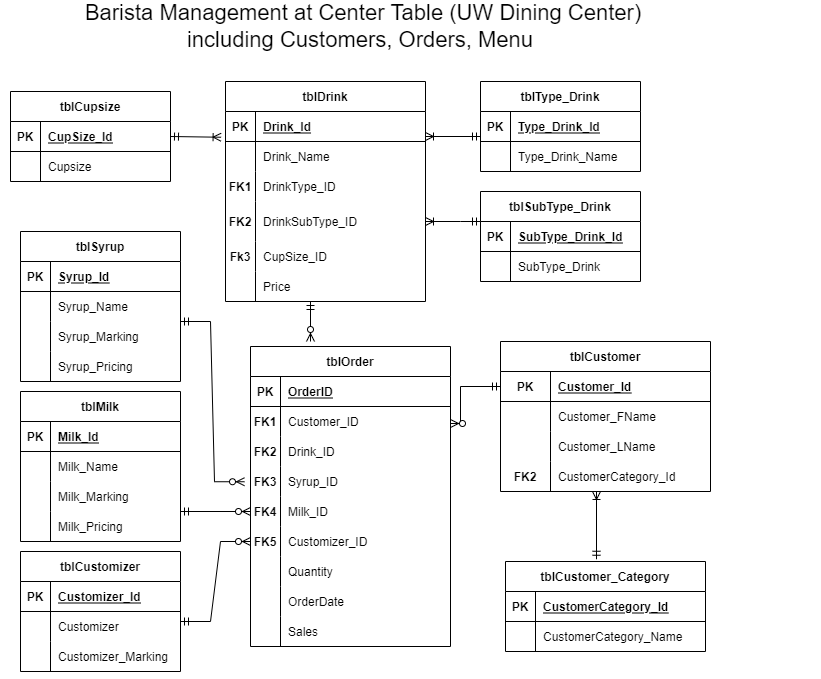 Barista Management at Center Table (UW Dining Center)
including Customers, Orders, Menu
tblCupsize
PK CupSize_Id
Cupsize
tblDrink
PK Drink_Id
Drink_Name
FK1 DrinkType_ID
FK2 DrinkSubType_ID
Fk3 CupSize_ID
Price
tblType_Drink
PK Type_Drink_Id
Type_Drink_Name
tblSubType_Drink
PK SubType_Drink_Id
SubType_Drink
tblSyrup
PK Syrup_Id
Syrup_Name
Syrup_Marking
Syrup_Pricing
tblMilk
PK Milk_Id
Milk_Name
Milk_Marking
Milk_Pricing
tblCustomizer
PK Customizer_Id
Customizer
Customizer_Marking
tblOrder
PK OrderID
FK1 Customer_ID
FK2 Drink_ID
FK3 Syrup_ID
FK4 Milk_ID
FK5 Customizer_ID
Quantity
OrderDate
Sales
tblCustomer
PK Customer_Id
Customer_FName
Customer_LName
FK2 CustomerCategory_Id
tblCustomer_Category
PK CustomerCategory_Id
CustomerCategory_Name